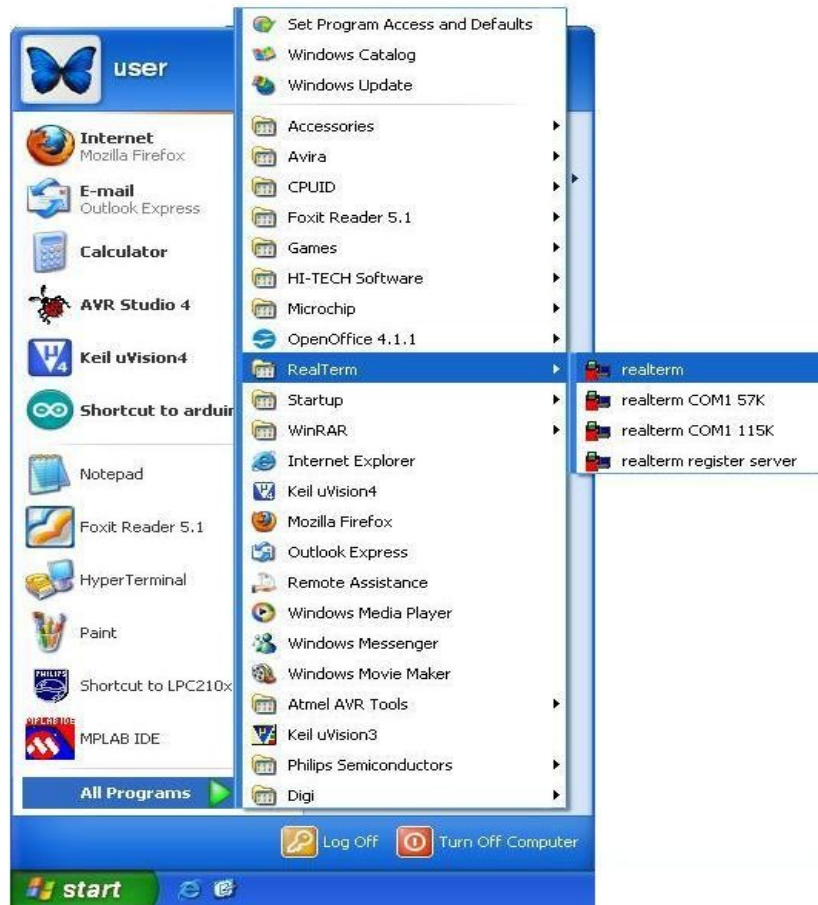 user
Internet
Mozilla Firefox
E-mail
Outlook Express
Calculator
AVR Studio 4
Keil uVision4
Shortcut to arduin
Notepad
Foxit Reader 5.1
HyperTerminal
Paint
Shortcut to LPC210x
MPLAB IDE
All Programs
Set Program Access and Defaults
Windows Catalog
Windows Update
Accessories
Avira
CPUID
Foxit Reader 5.1
Games
HI-TECH Software
Microchip
OpenOffice 4.1.1
RealTerm
Startup
WinRAR
Internet Explorer
Keil uVision4
Mozilla Firefox
Outlook Express
Remote Assistance
Windows Media Player
Windows Messenger
Windows Movie Maker
Atmel AVR Tools
Keil uVision3
Philips Semiconductors
Digi
realterm
realterm COM1 57K
realterm COM1 115K
realterm register server
Log Off
Turn Off Computer
start